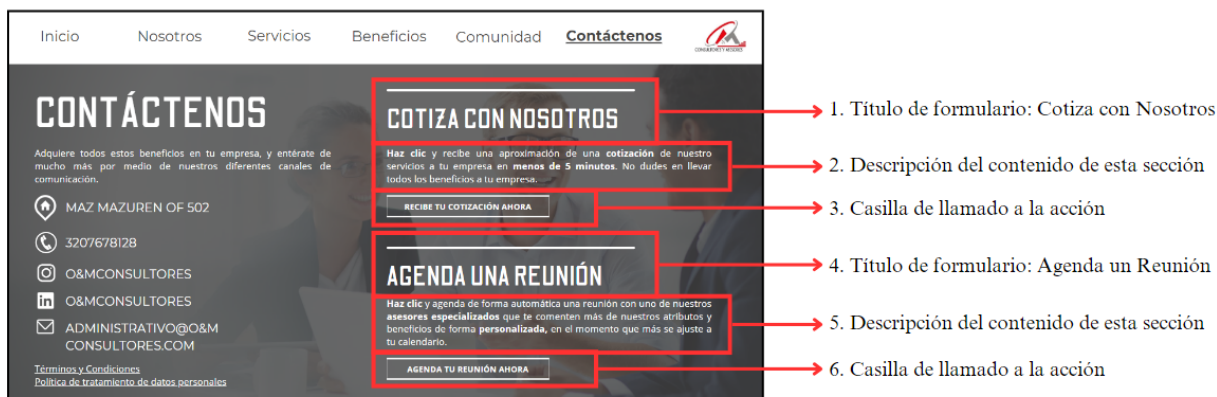 Inicio Nosotros Servicios Beneficios Comunidad Contáctenos
CONTÁCTENOS
Adquiere todos estos beneficios en tu empresa, y entérate de
mucho más por medio de nuestros diferentes canales de
comunicación.
MAZ MAZUREN OF 502
3207678128
O&MCONSULTORES
O&MCONSULTORES
ADMINISTRATIVO@O&M
CONSULTORES.COM
Términos y Condiciones
Política de tratamiento de datos personales
COTIZA CON NOSOTROS
Haz clic y recibe una aproximación de una cotización de nuestro
servicios a tu empresa en menos de 5 minutos. No dudes en llevar
todos los beneficios a tu empresa.
RECIBE TU COTIZACIÓN AHORA
AGENDA UNA REUNIÓN
Haz clic y agenda de forma automática una reunión con uno de nuestros
asesores especializados que te comenten más de nuestros atributos y
beneficios de forma personalizada, en el momento que más se ajuste a
tu calendario.
AGENDA TU REUNIÓN AHORA
1. Título de formulario: Cotiza con Nosotros
2. Descripción del contenido de esta sección
3. Casilla de llamado a la acción
4. Título de formulario: Agenda un Reunión
5. Descripción del contenido de esta sección
6. Casilla de llamado a la acción